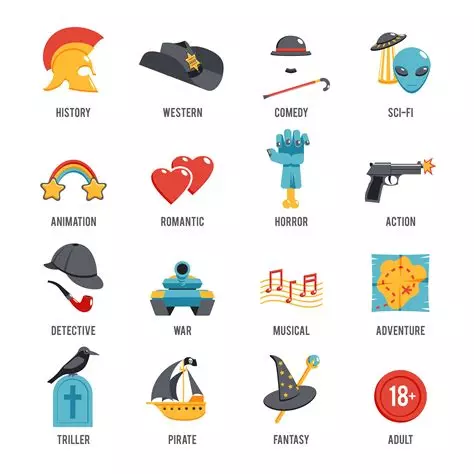 HISTORY
WESTERN
COMEDY
SCI-FI
ANIMATION
ROMANTIC
HORROR
ACTION
DETECTIVE
WAR
MUSICAL
ADVENTURE
18+
TRILLER
PIRATE
FANTASY
ADULT